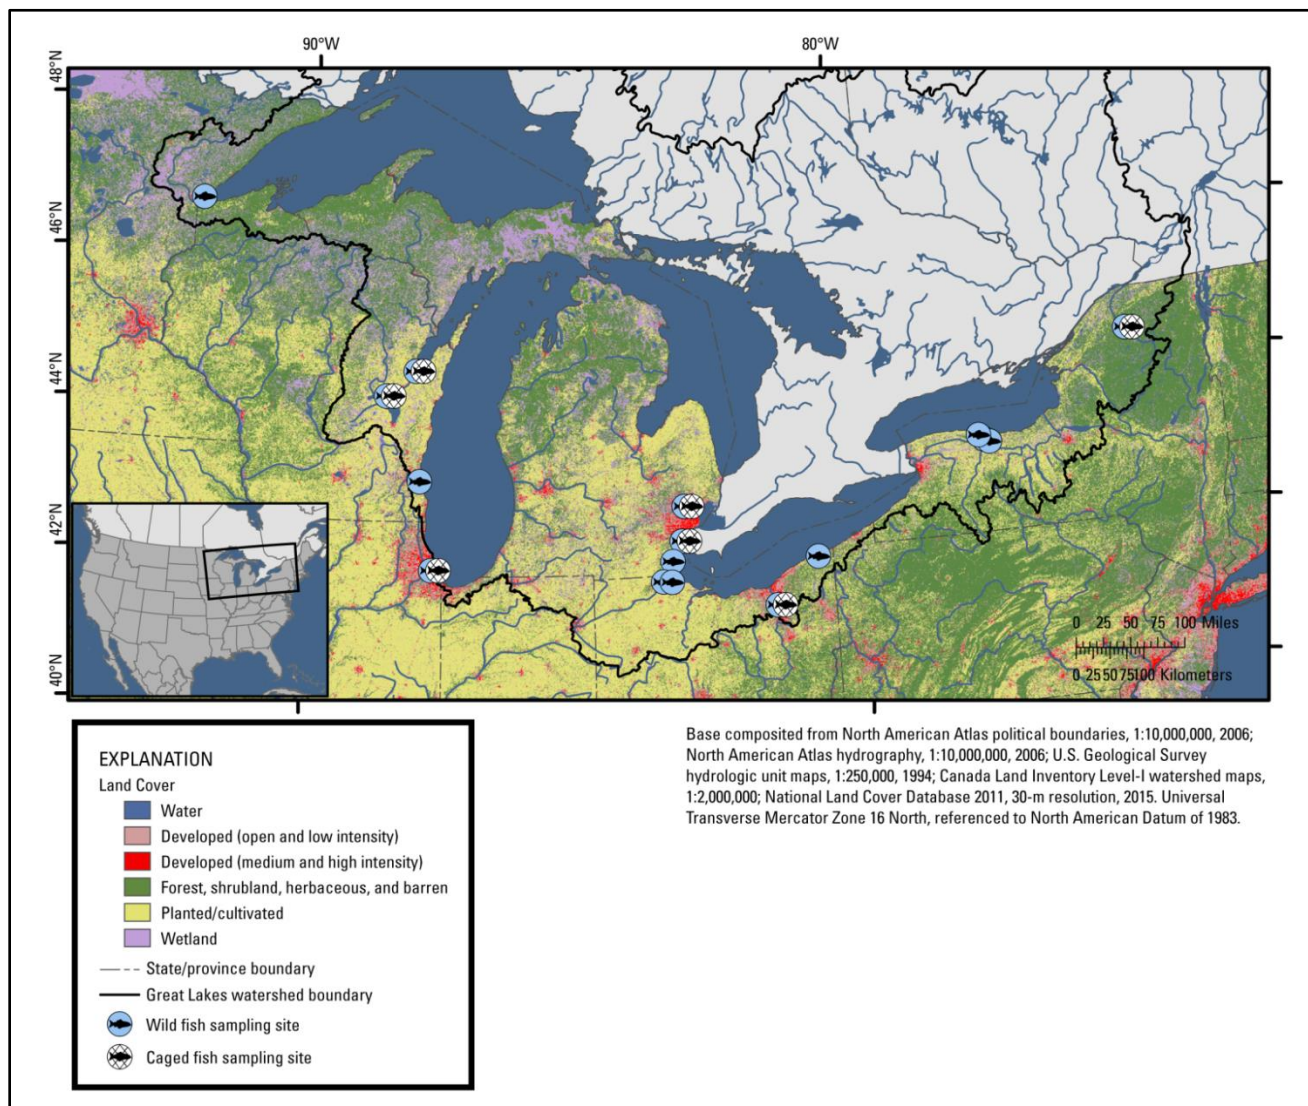 90°W
80°W
48°N
46°N
44°N
42°N
40°N
0 25 50 75 100 Miles
0 25 50 75 100 Kilometers
EXPLANATION
Land Cover
Water
Developed (open and low intensity)
Developed (medium and high intensity)
Forest, shrubland, herbaceous, and barren
Planted/cultivated
Wetland
State/province boundary
Great Lakes watershed boundary
Wild fish sampling site
Caged fish sampling site
Base composited from North American Atlas political boundaries, 1:10,000,000, 2006;
North American Atlas hydrography, 1:10,000,000, 2006; U.S. Geological Survey
hydrologic unit maps, 1:250,000, 1994; Canada Land Inventory Level-I watershed maps,
1:2,000,000; National Land Cover Database 2011, 30-m resolution, 2015. Universal
Transverse Mercator Zone 16 North, referenced to North American Datum of 1983.